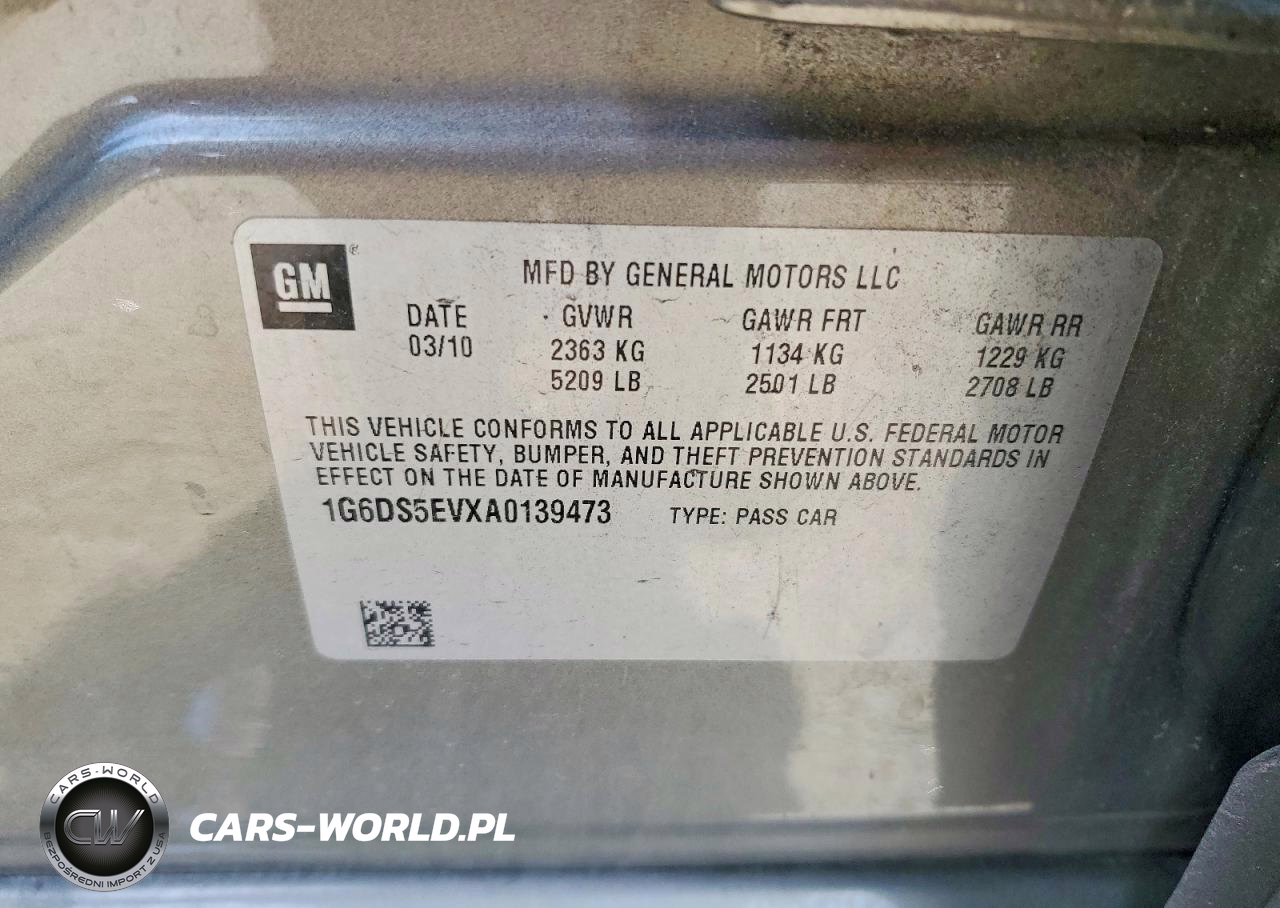 GM ®
MFD BY GENERAL MOTORS LLC
DATE GVWR GAWR FRT GAWR RR
03/10 2363 KG 1134 KG 1229 KG
5209 LB 2501 LB 2708 LB
THIS VEHICLE CONFORMS TO ALL APPLICABLE U.S. FEDERAL MOTOR
VEHICLE SAFETY, BUMPER, AND THEFT PREVENTION STANDARDS IN
EFFECT ON THE DATE OF MANUFACTURE SHOWN ABOVE.
1G6DS5EVXA0139473 TYPE: PASS CAR
CARS-WORLD
CW
BEZPOŚREDNI IMPORT Z USA
CARS-WORLD.PL